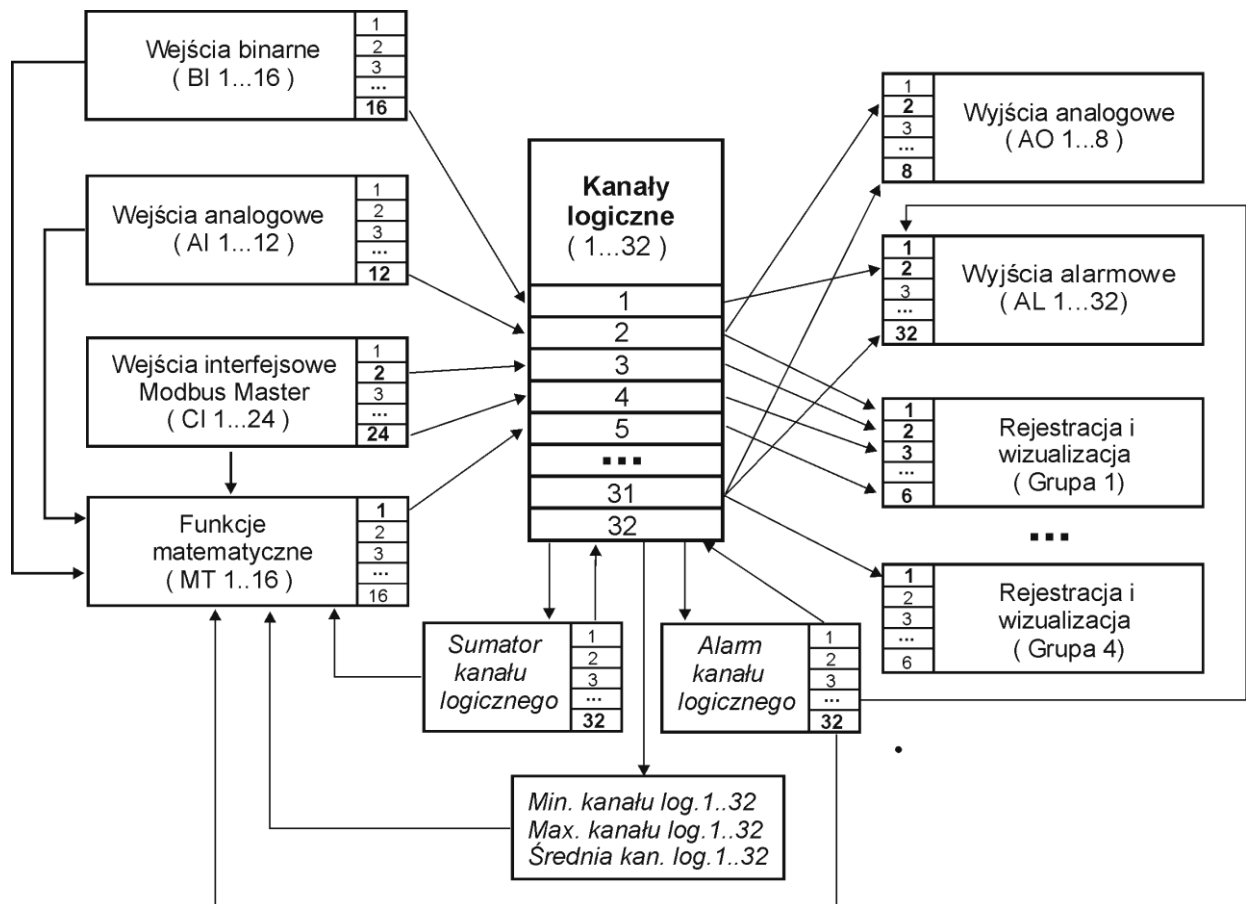 Wejścia binarne
( BI 1...16 )
1
2
3
...
16
Wejścia analogowe
( AI 1...12 )
1
2
3
...
12
Wejścia interfejsowe
Modbus Master
( CI 1...24 )
1
2
3
...
24
Funkcje
matematyczne
( MT 1..16 )
1
2
3
...
16
Kanały
logiczne
( 1...32 )
1
2
3
4
5
...
31
32
Sumator
kanału
logicznego
1
2
3
...
32
Alarm
kanału
logicznego
1
2
3
...
32
Min. kanału log.1..32
Max. kanału log.1..32
Średnia kan. log.1..32
1
2
3
...
8
Wyjścia analogowe
( AO 1...8 )
1
2
3
...
32
Wyjścia alarmowe
( AL 1...32)
1
2
3
...
6
Rejestracja i
wizualizacja
( Grupa 1)
...
1
2
3
...
6
Rejestracja i
wizualizacja
( Grupa 4)